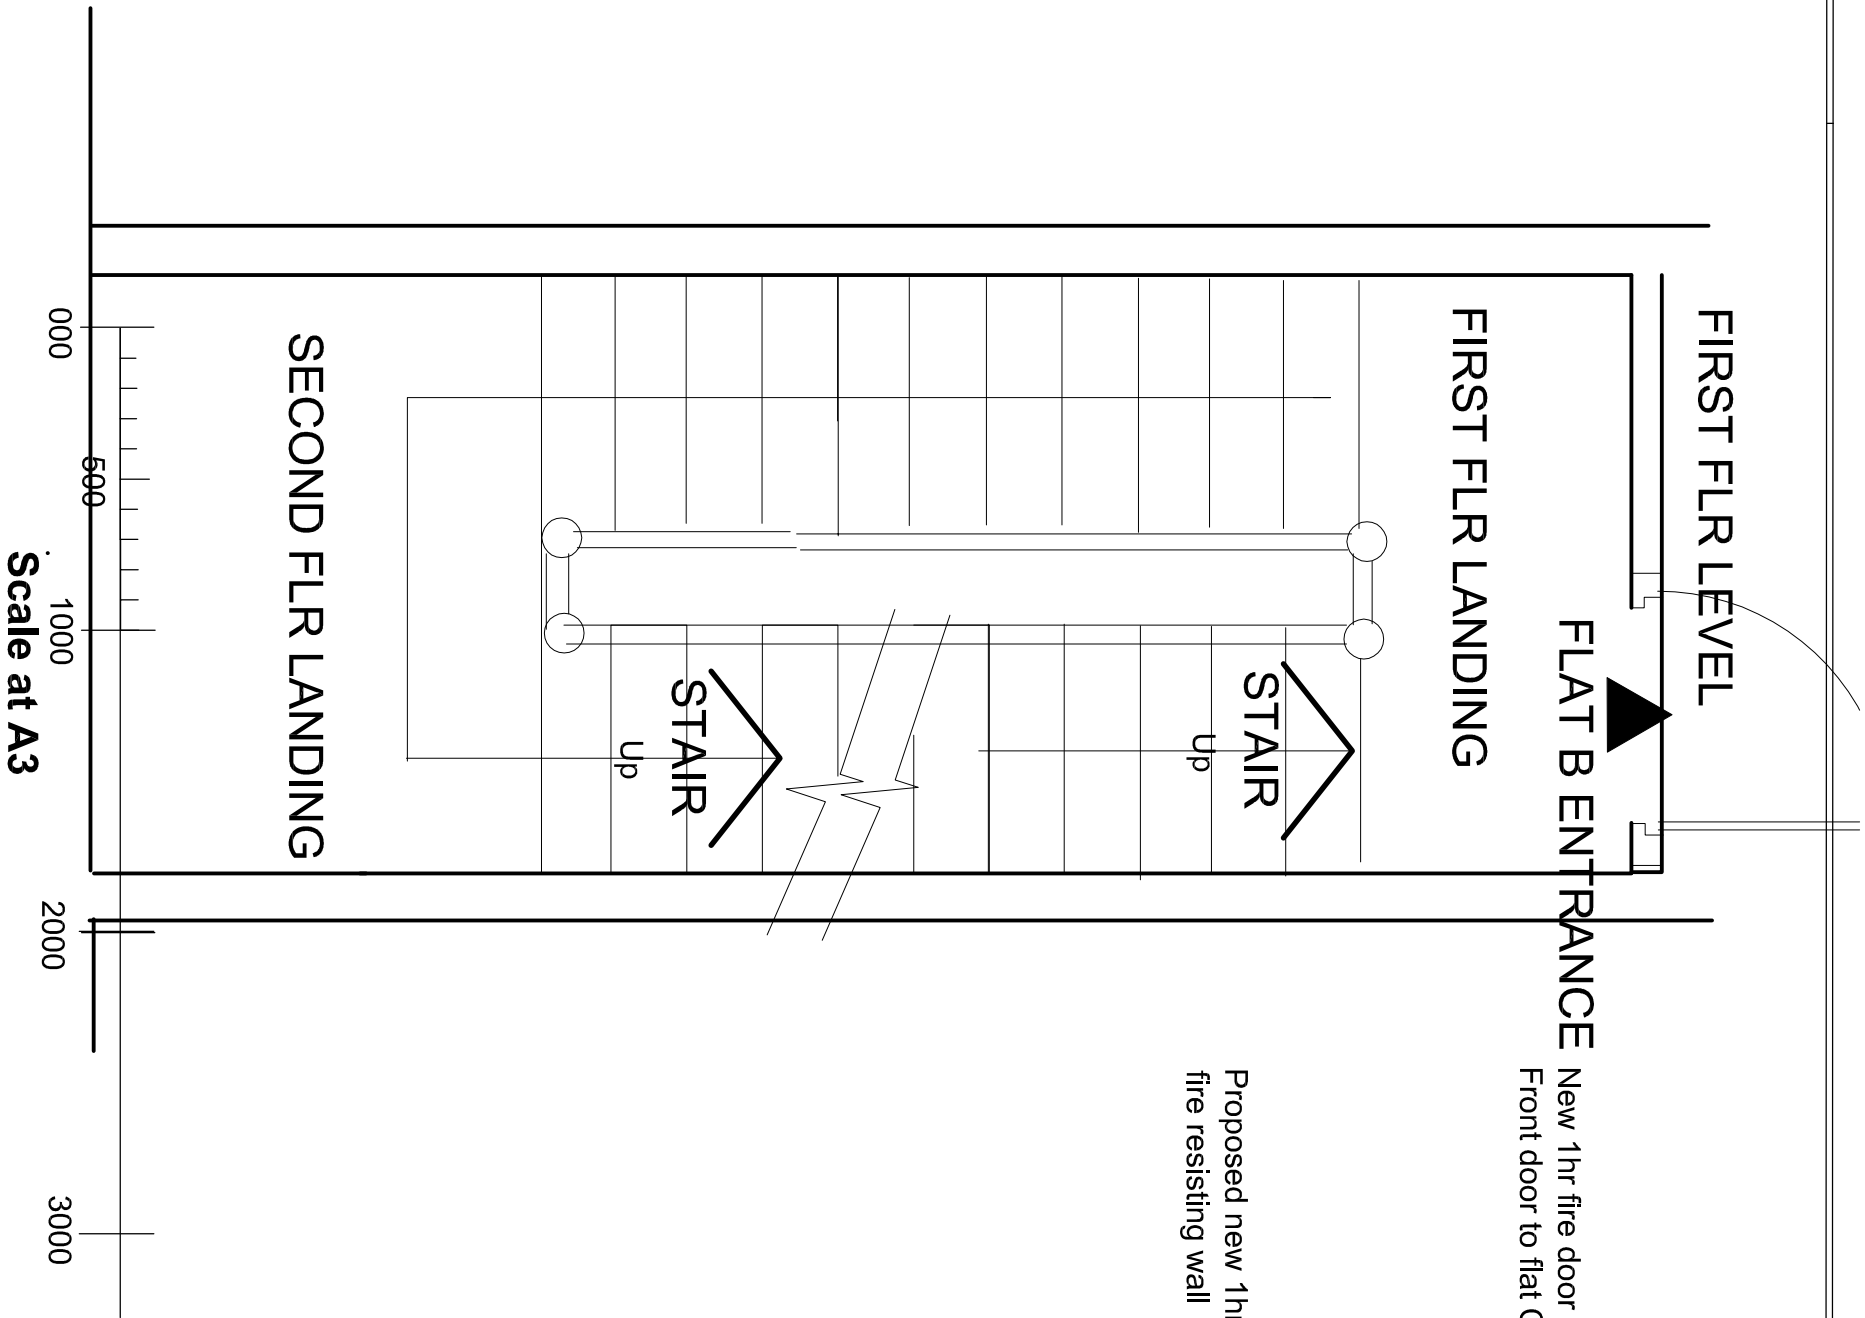 FIRST FLR LEVEL
FLAT B ENTRANCE
New 1hr fire door
Front door to flat
FIRST FLR LANDING
STAIR
Up
Proposed new 1hr
fire resisting wall
STAIR
Up
SECOND FLR LANDING
000
500
1000
2000
3000
Scale at A3